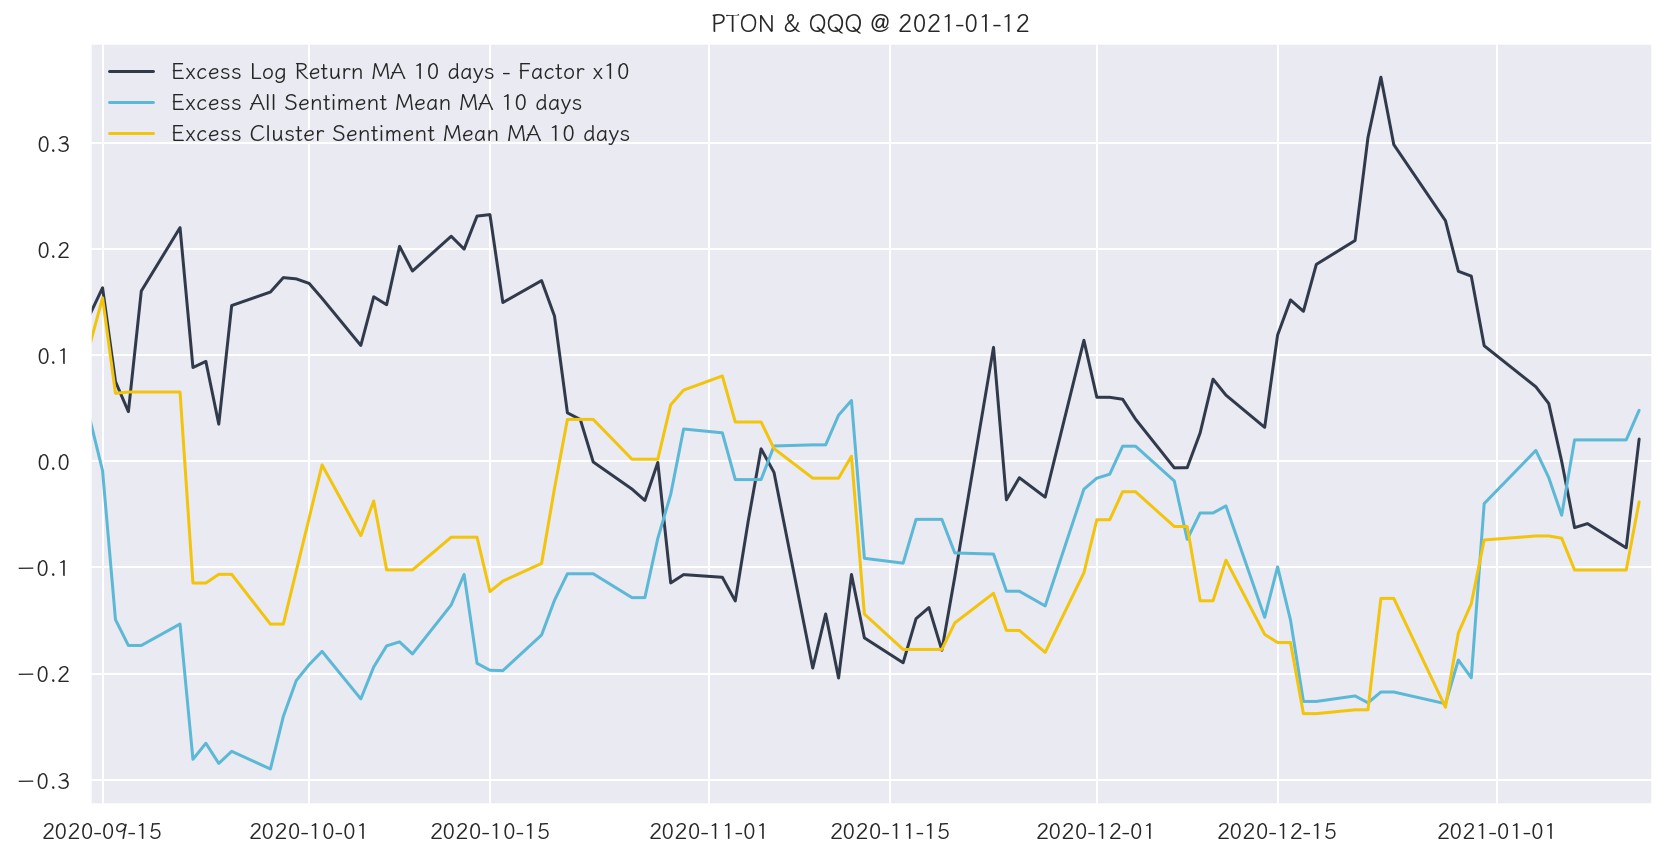 PTON & QQQ @ 2021-01-12
Excess Log Return MA 10 days - Factor x10
Excess All Sentiment Mean MA 10 days
Excess Cluster Sentiment Mean MA 10 days
0.3
0.2
0.1
0.0
−0.1
−0.2
−0.3
2020-09-15 2020-10-01 2020-10-15 2020-11-01 2020-11-15 2020-12-01 2020-12-15 2021-01-01